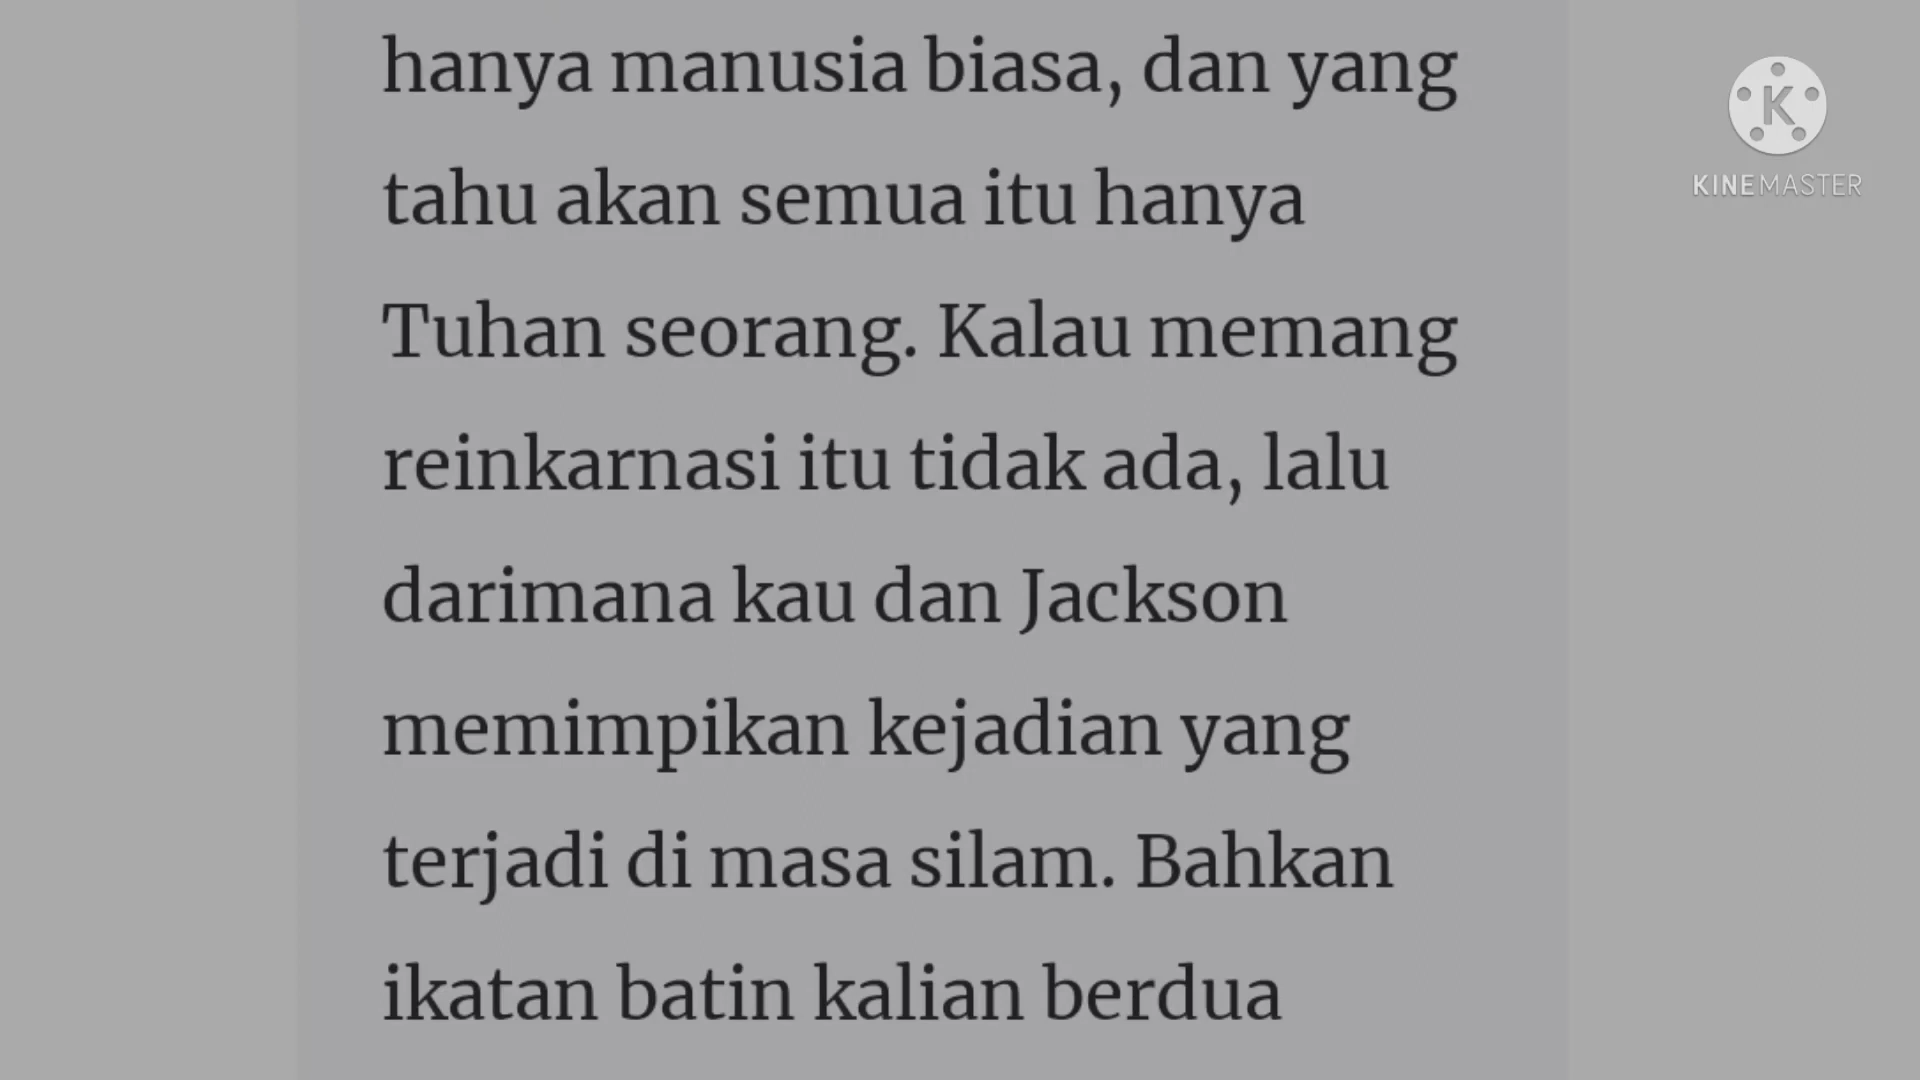 hanya manusia biasa, dan yang
tahu akan semua itu hanya
Tuhan seorang. Kalau memang
reinkarnasi itu tidak ada, lalu
darimana kau dan Jackson
memimpikan kejadian yang
terjadi di masa silam. Bahkan
ikatan batin kalian berdua
K
KINEMASTER